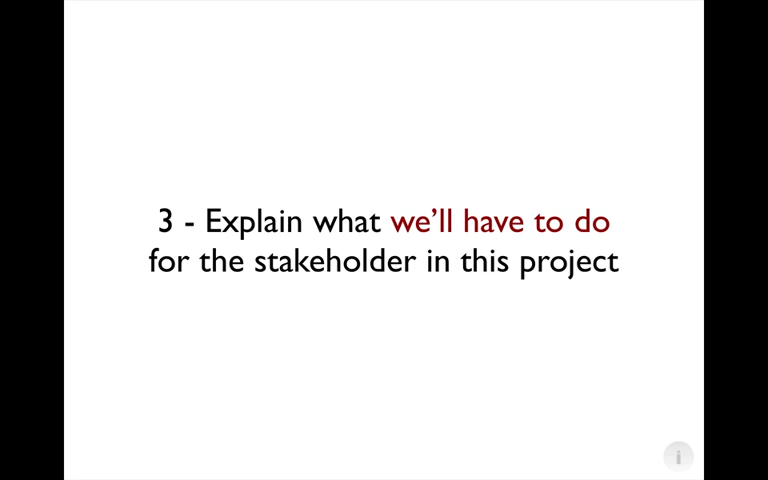 3 - Explain what we’ll have to do
for the stakeholder in this project
i